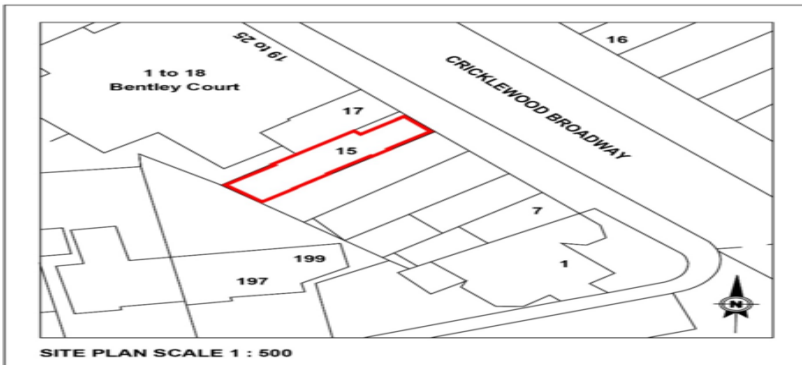 19 to 25
16
1 to 18
Bentley Court
CRICKLEWOOD BROADWAY
17
15
7
199
197
1
N
SITE PLAN SCALE 1 : 500